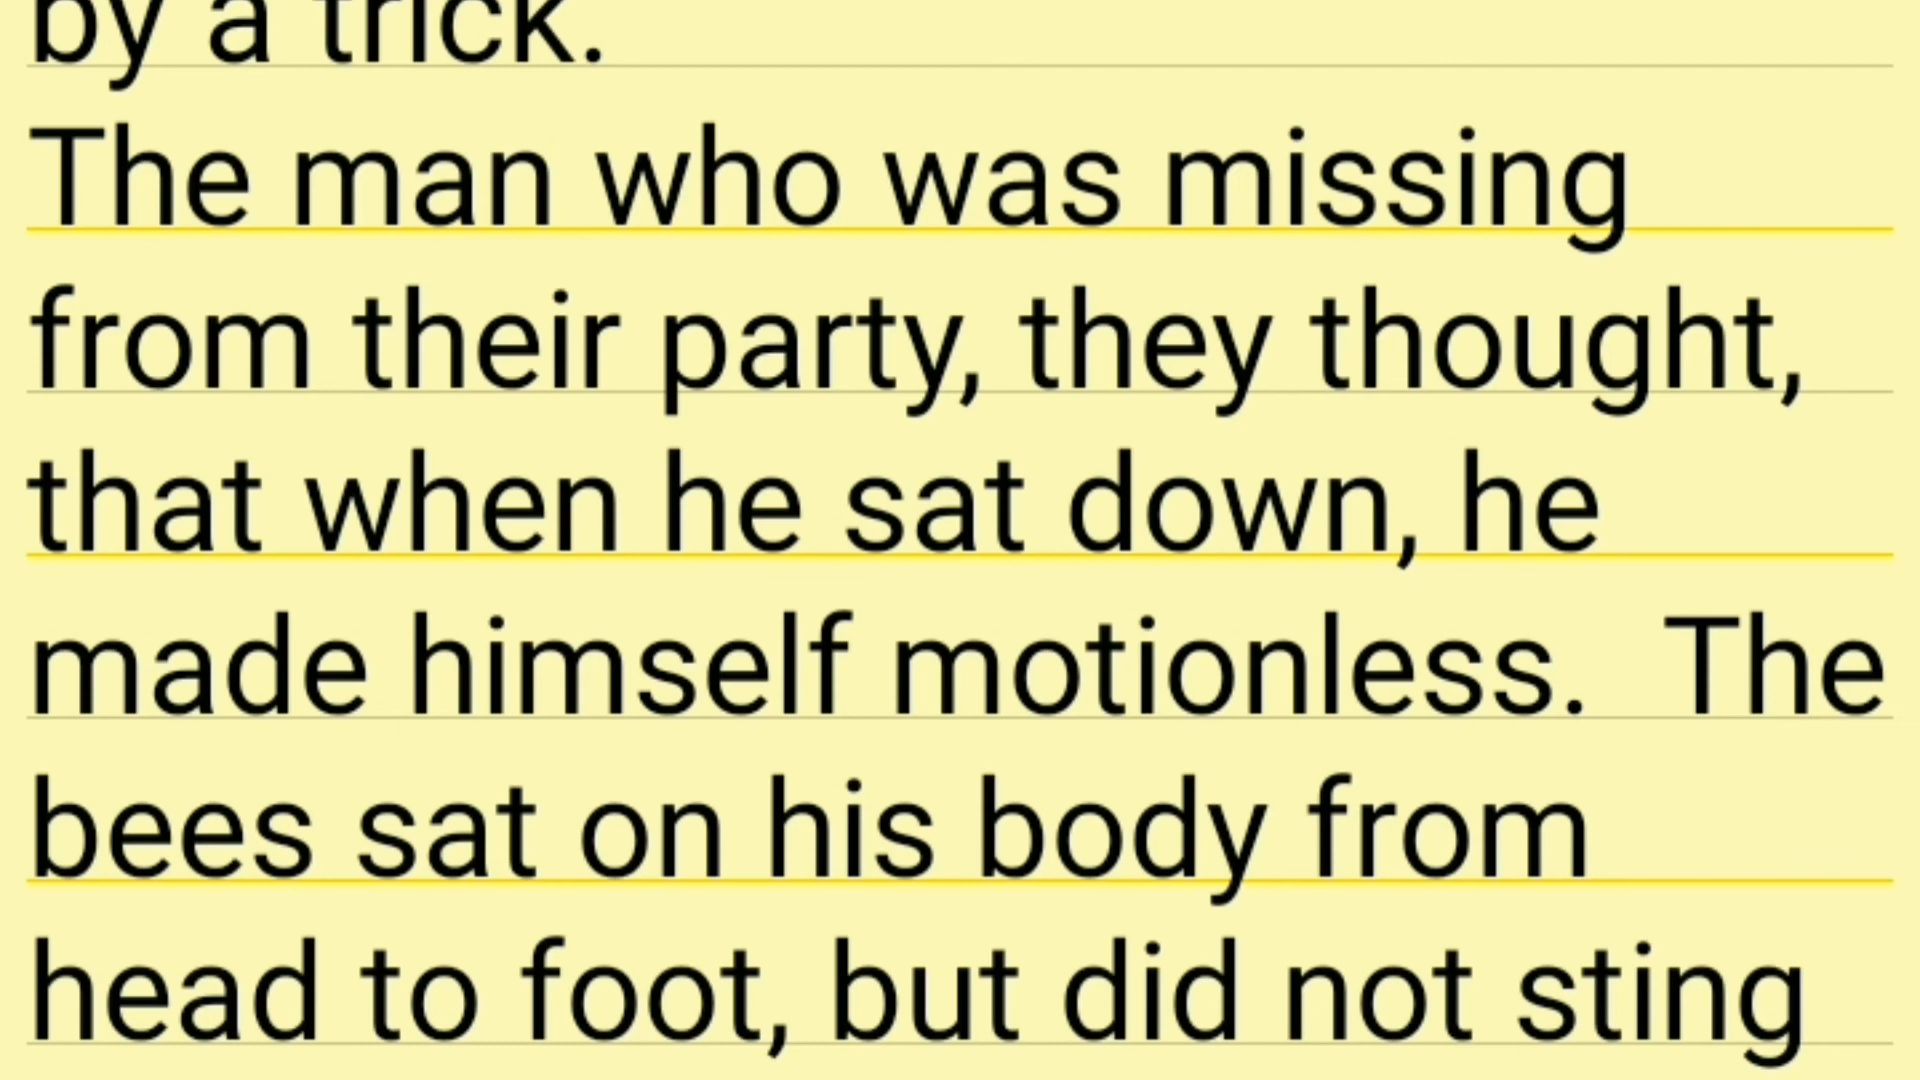 by a trick.
The man who was missing
from their party, they thought,
that when he sat down, he
made himself motionless.  The
bees sat on his body from
head to foot, but did not sting